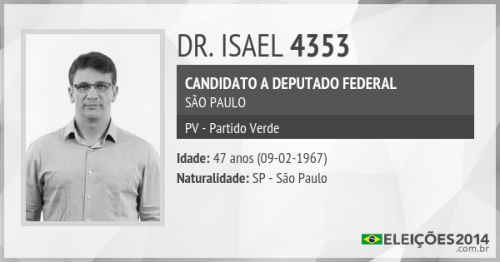 DR. ISAEL 4353
CANDIDATO A DEPUTADO FEDERAL
SÃO PAULO
PV - Partido Verde
Idade: 47 anos (09-02-1967)
Naturalidade: SP - São Paulo
ELEIÇÕES2014
.com.br